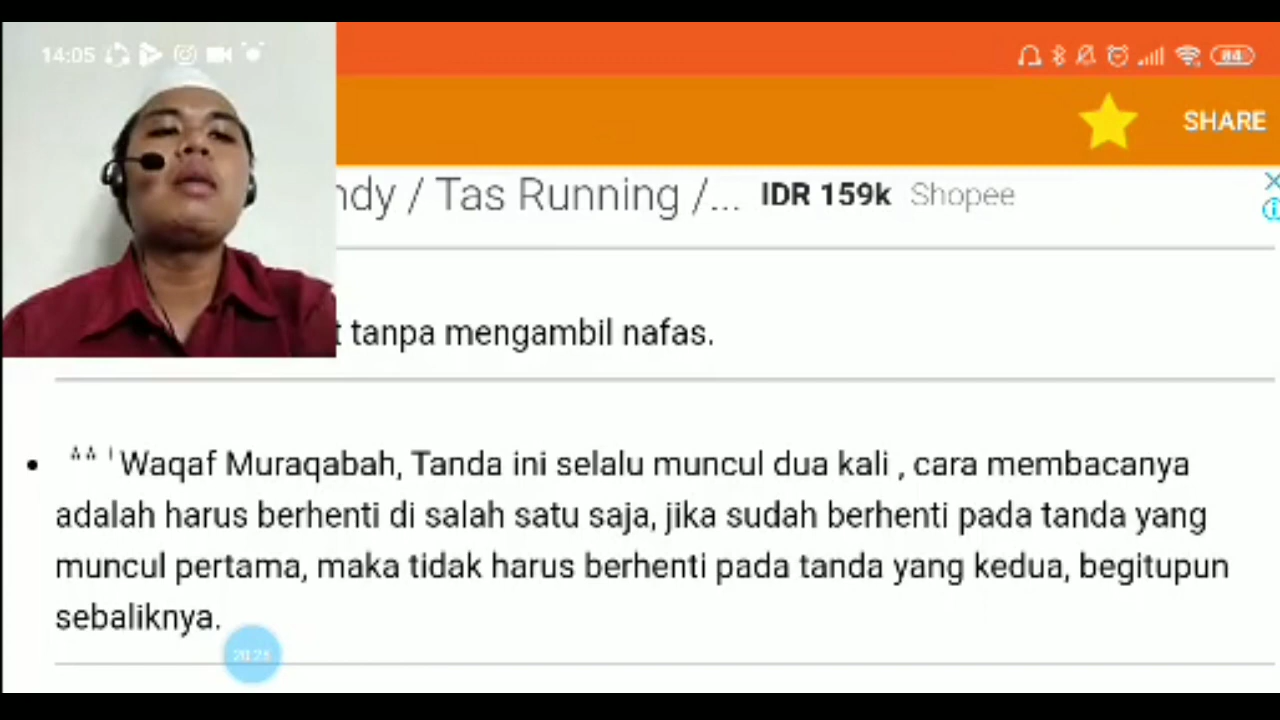 14:05
84
SHARE
ndy / Tas Running /... IDR 159k Shopee
t tanpa mengambil nafas.
• ^^ ' Waqaf Muraqabah, Tanda ini selalu muncul dua kali , cara membacanya
adalah harus berhenti di salah satu saja, jika sudah berhenti pada tanda yang
muncul pertama, maka tidak harus berhenti pada tanda yang kedua, begitupun
sebaliknya.